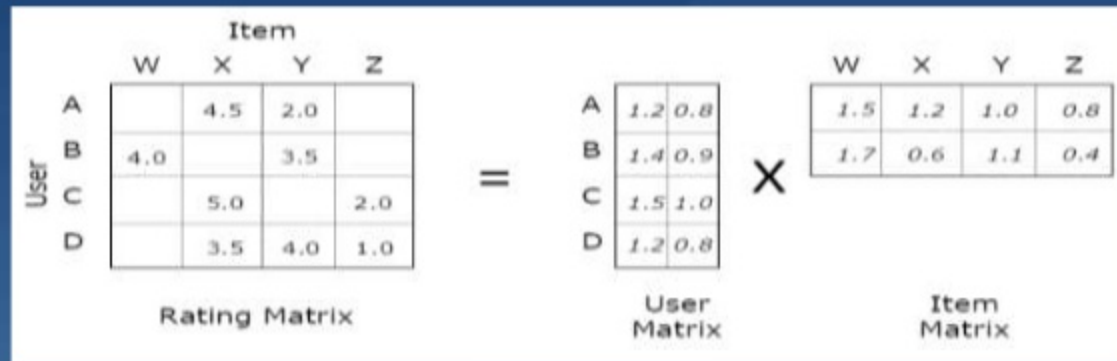 Item
W X Y Z W X Y Z
A 4.5 2.0 A 1.2 0.8 1.5 1.2 1.0 0.8
B 4.0 3.5 = B 1.4 0.9 X 1.7 0.6 1.1 0.4
User
C 5.0 2.0 C 1.5 1.0
D 3.5 4.0 1.0 D 1.2 0.8
Rating Matrix User Matrix Item Matrix